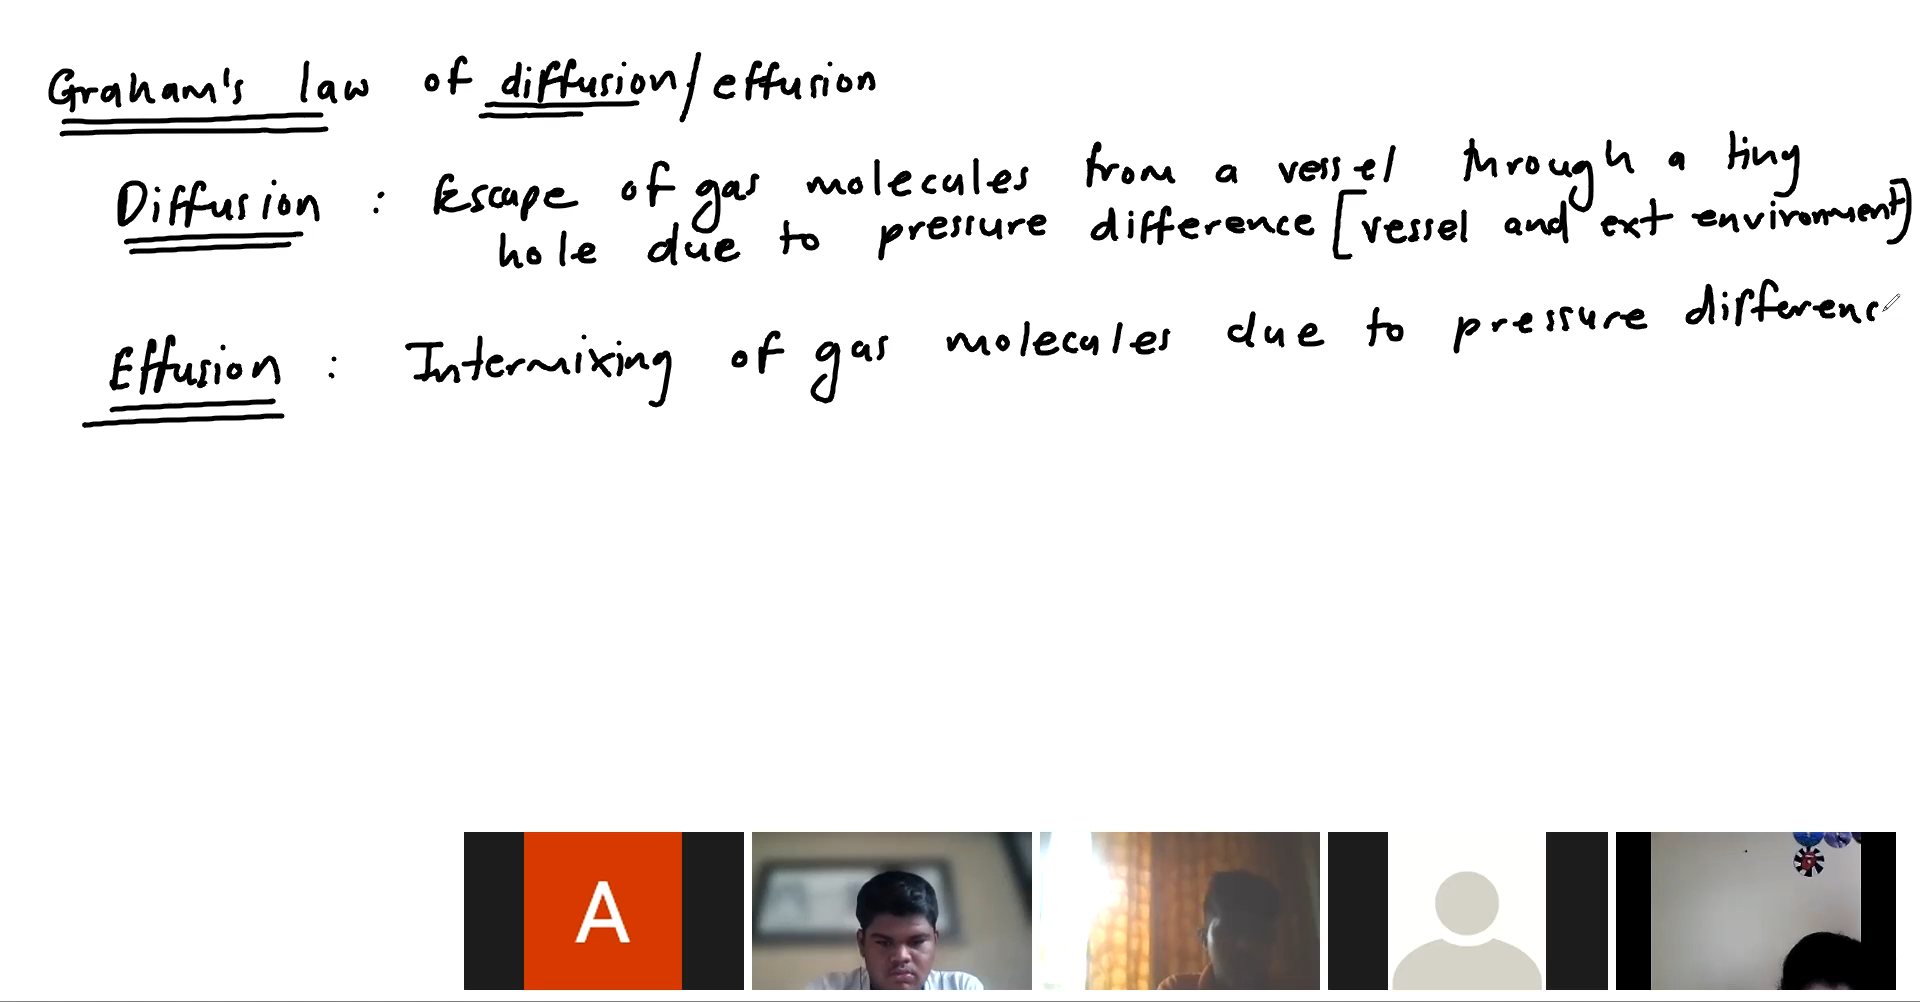 Graham's law of diffusion/effusion
Diffusion : Escape of gas molecules from a vessel through a tiny
hole due to pressure difference [vessel and ext environment]
Effusion : Intermixing of gas molecules due to pressure differenc
A